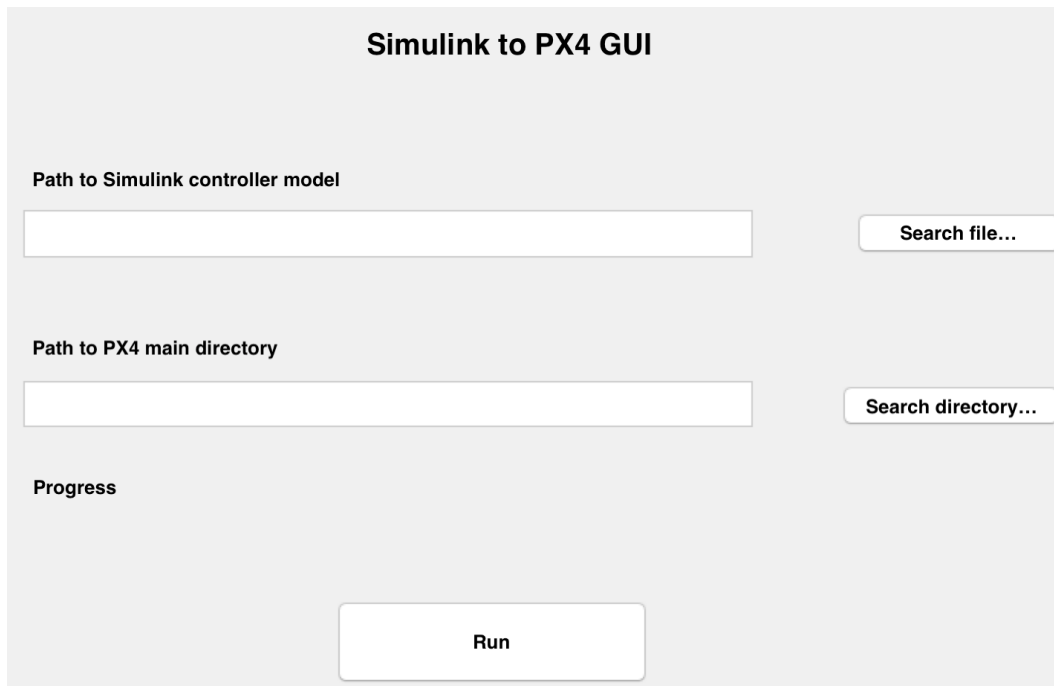 Simulink to PX4 GUI
Path to Simulink controller model
Search file...
Path to PX4 main directory
Search directory...
Progress
Run